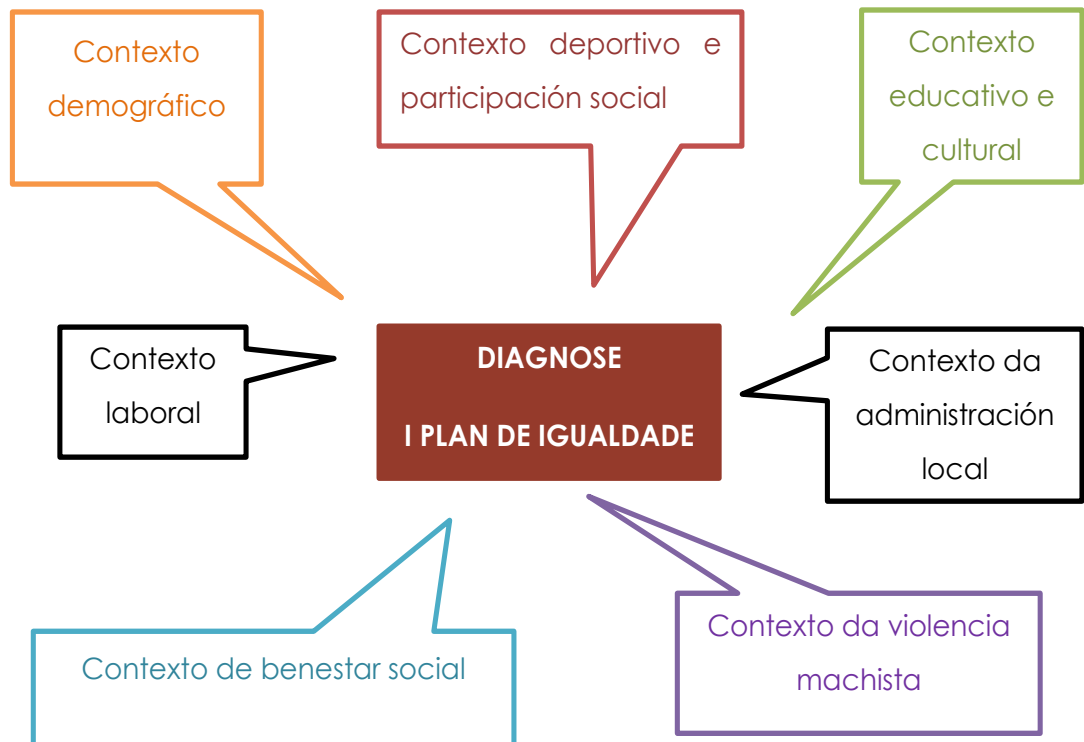 Contexto
demográfico
Contexto deportivo e
participación social
Contexto
educativo e
cultural
Contexto
laboral
DIAGNOSE
I PLAN DE IGUALDADE
Contexto da
administración
local
Contexto de benestar social
Contexto da violencia
machista